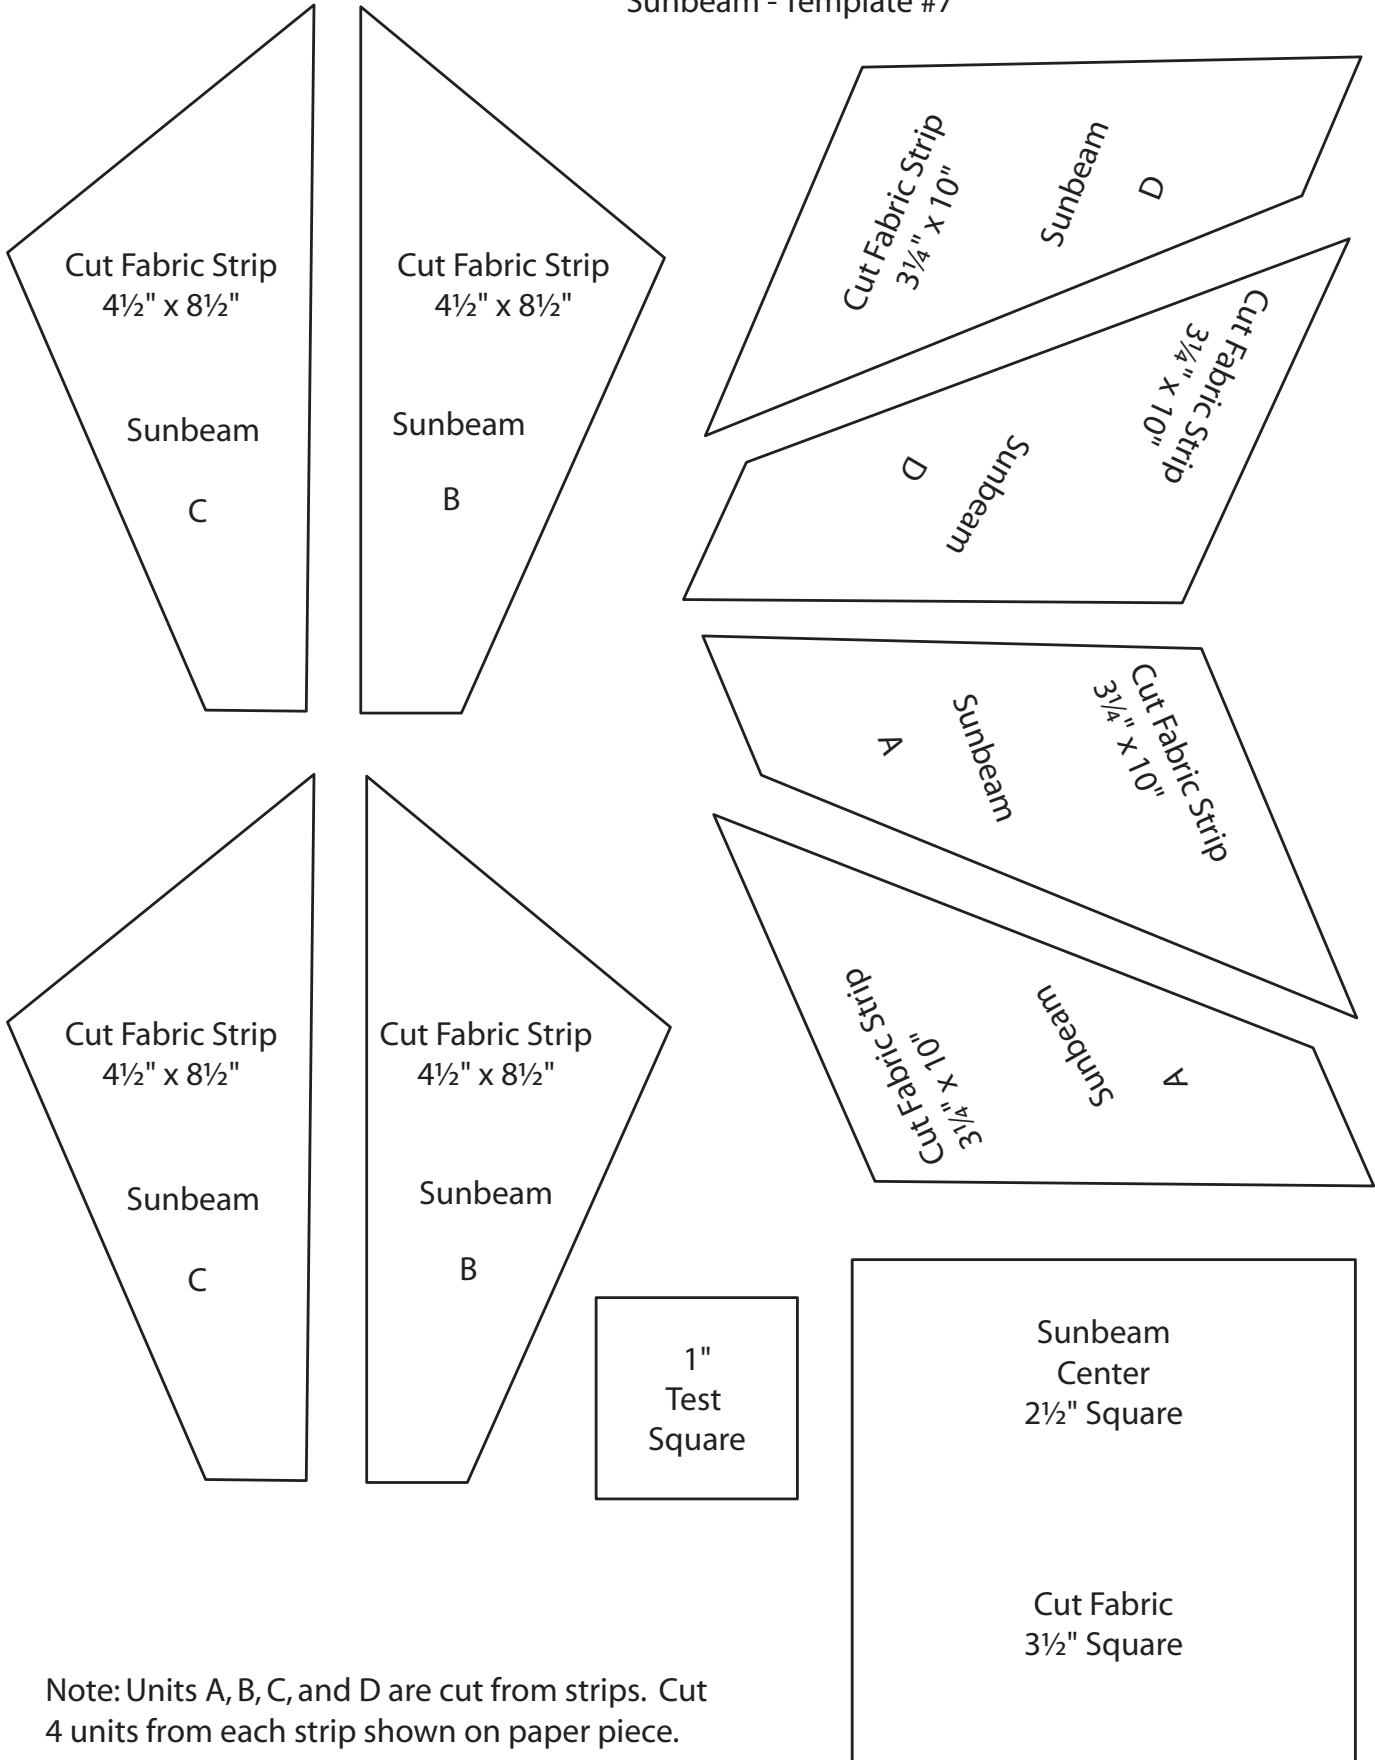 Sunbeam - Template #7
Cut Fabric Strip
4½" x 8½"
Sunbeam
C
Cut Fabric Strip
4½" x 8½"
Sunbeam
B
Cut Fabric Strip
3¼" x 10"
Sunbeam
D
Cut Fabric Strip
3¼" x 10"
Sunbeam
D
Cut Fabric Strip
3¼" x 10"
Sunbeam
A
Cut Fabric Strip
3¼" x 10"
Sunbeam
A
Cut Fabric Strip
4½" x 8½"
Sunbeam
C
Cut Fabric Strip
4½" x 8½"
Sunbeam
B
1"
Test
Square
Sunbeam
Center
2½" Square
Cut Fabric
3½" Square
Note: Units A, B, C, and D are cut from strips. Cut
4 units from each strip shown on paper piece.